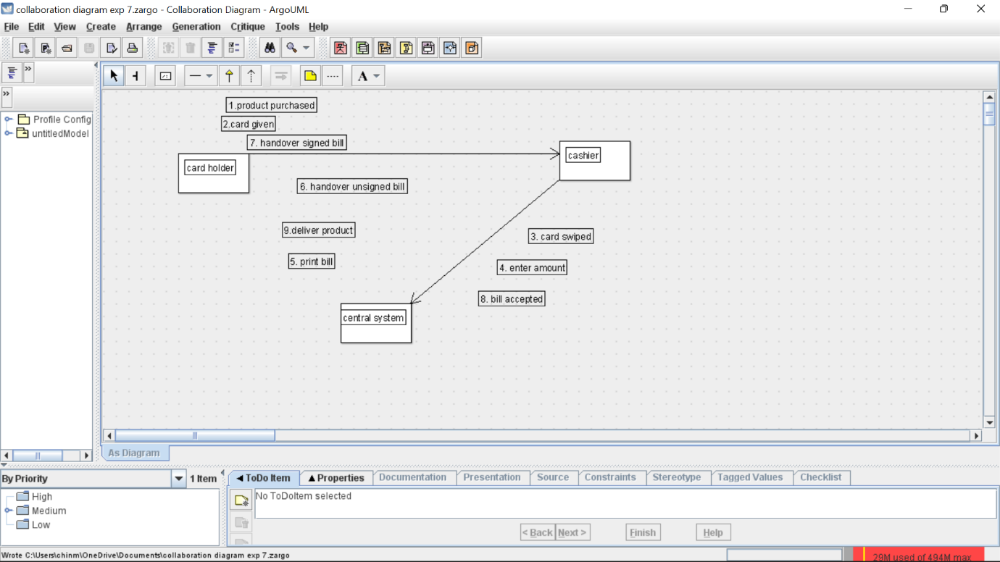 collaboration diagram exp 7.zargo - Collaboration Diagram - ArgoUML
File Edit View Create Arrange Generation Critique Tools Help
A
Profile Config
untitledModel
1.product purchased
2.card given
7. handover signed bill
card holder
cashier
6. handover unsigned bill
9.deliver product
3. card swiped
5. print bill
4. enter amount
8. bill accepted
central system
As Diagram
By Priority
1 Item
High
Medium
Low
ToDo Item Properties Documentation Presentation Source Constraints Stereotype Tagged Values Checklist
No ToDoItem selected
< Back Next > Finish Help
Wrote C:\Users\chinm\OneDrive\Documents\collaboration diagram exp 7.zargo
29M used of 494M max